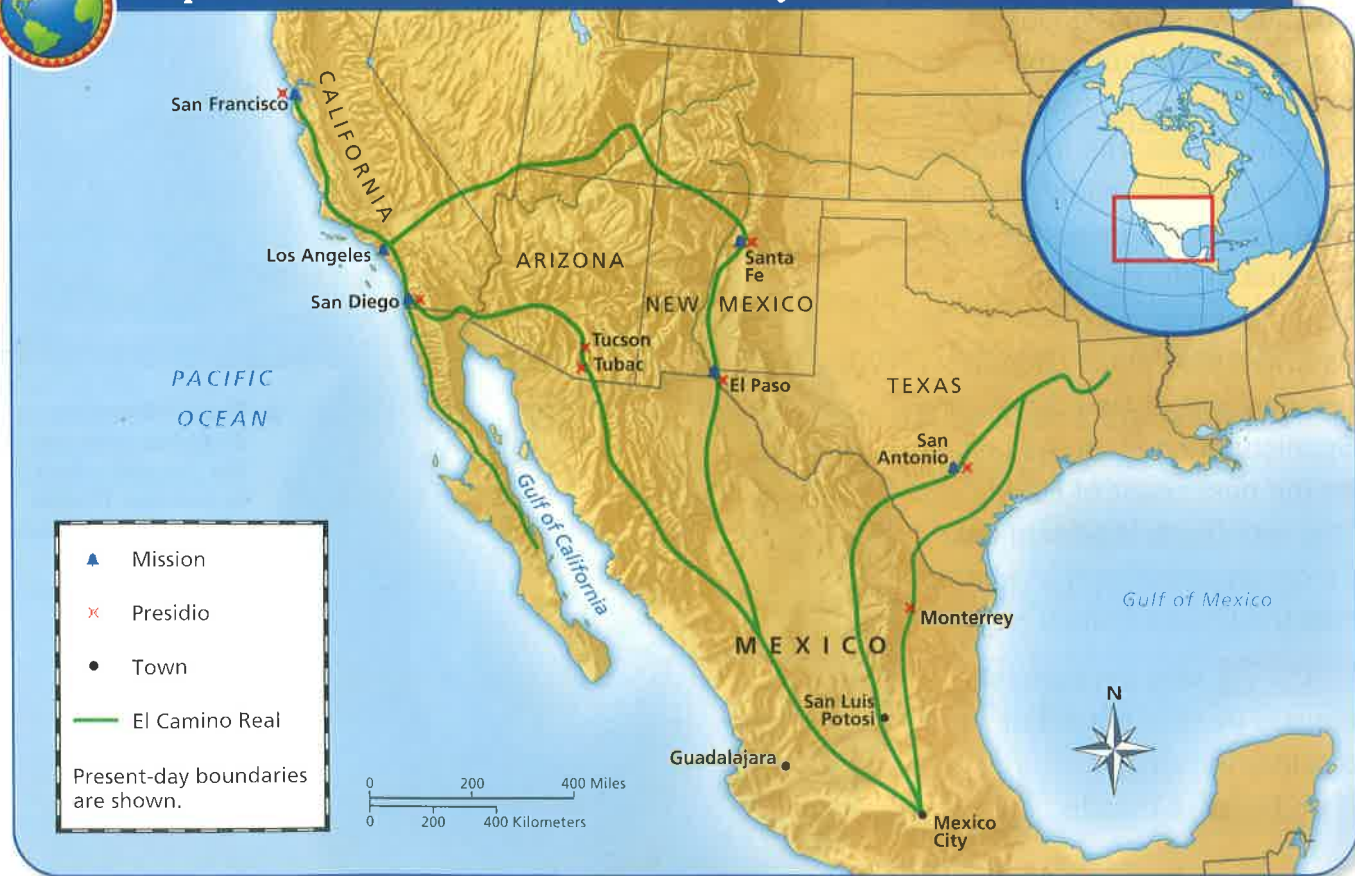 San Francisco
CALIFORNIA
Los Angeles
San Diego
ARIZONA
Santa
Fe
NEW MEXICO
Tucson
Tubac
El Paso
TEXAS
San
Antonio
PACIFIC
OCEAN
Gulf of California
Gulf of Mexico
Monterrey
MEXICO
San Luis
Potosi
Guadalajara
Mexico
City
N
Mission
Presidio
Town
El Camino Real
Present-day boundaries
are shown.
0 200 400 Miles
0 200 400 Kilometers